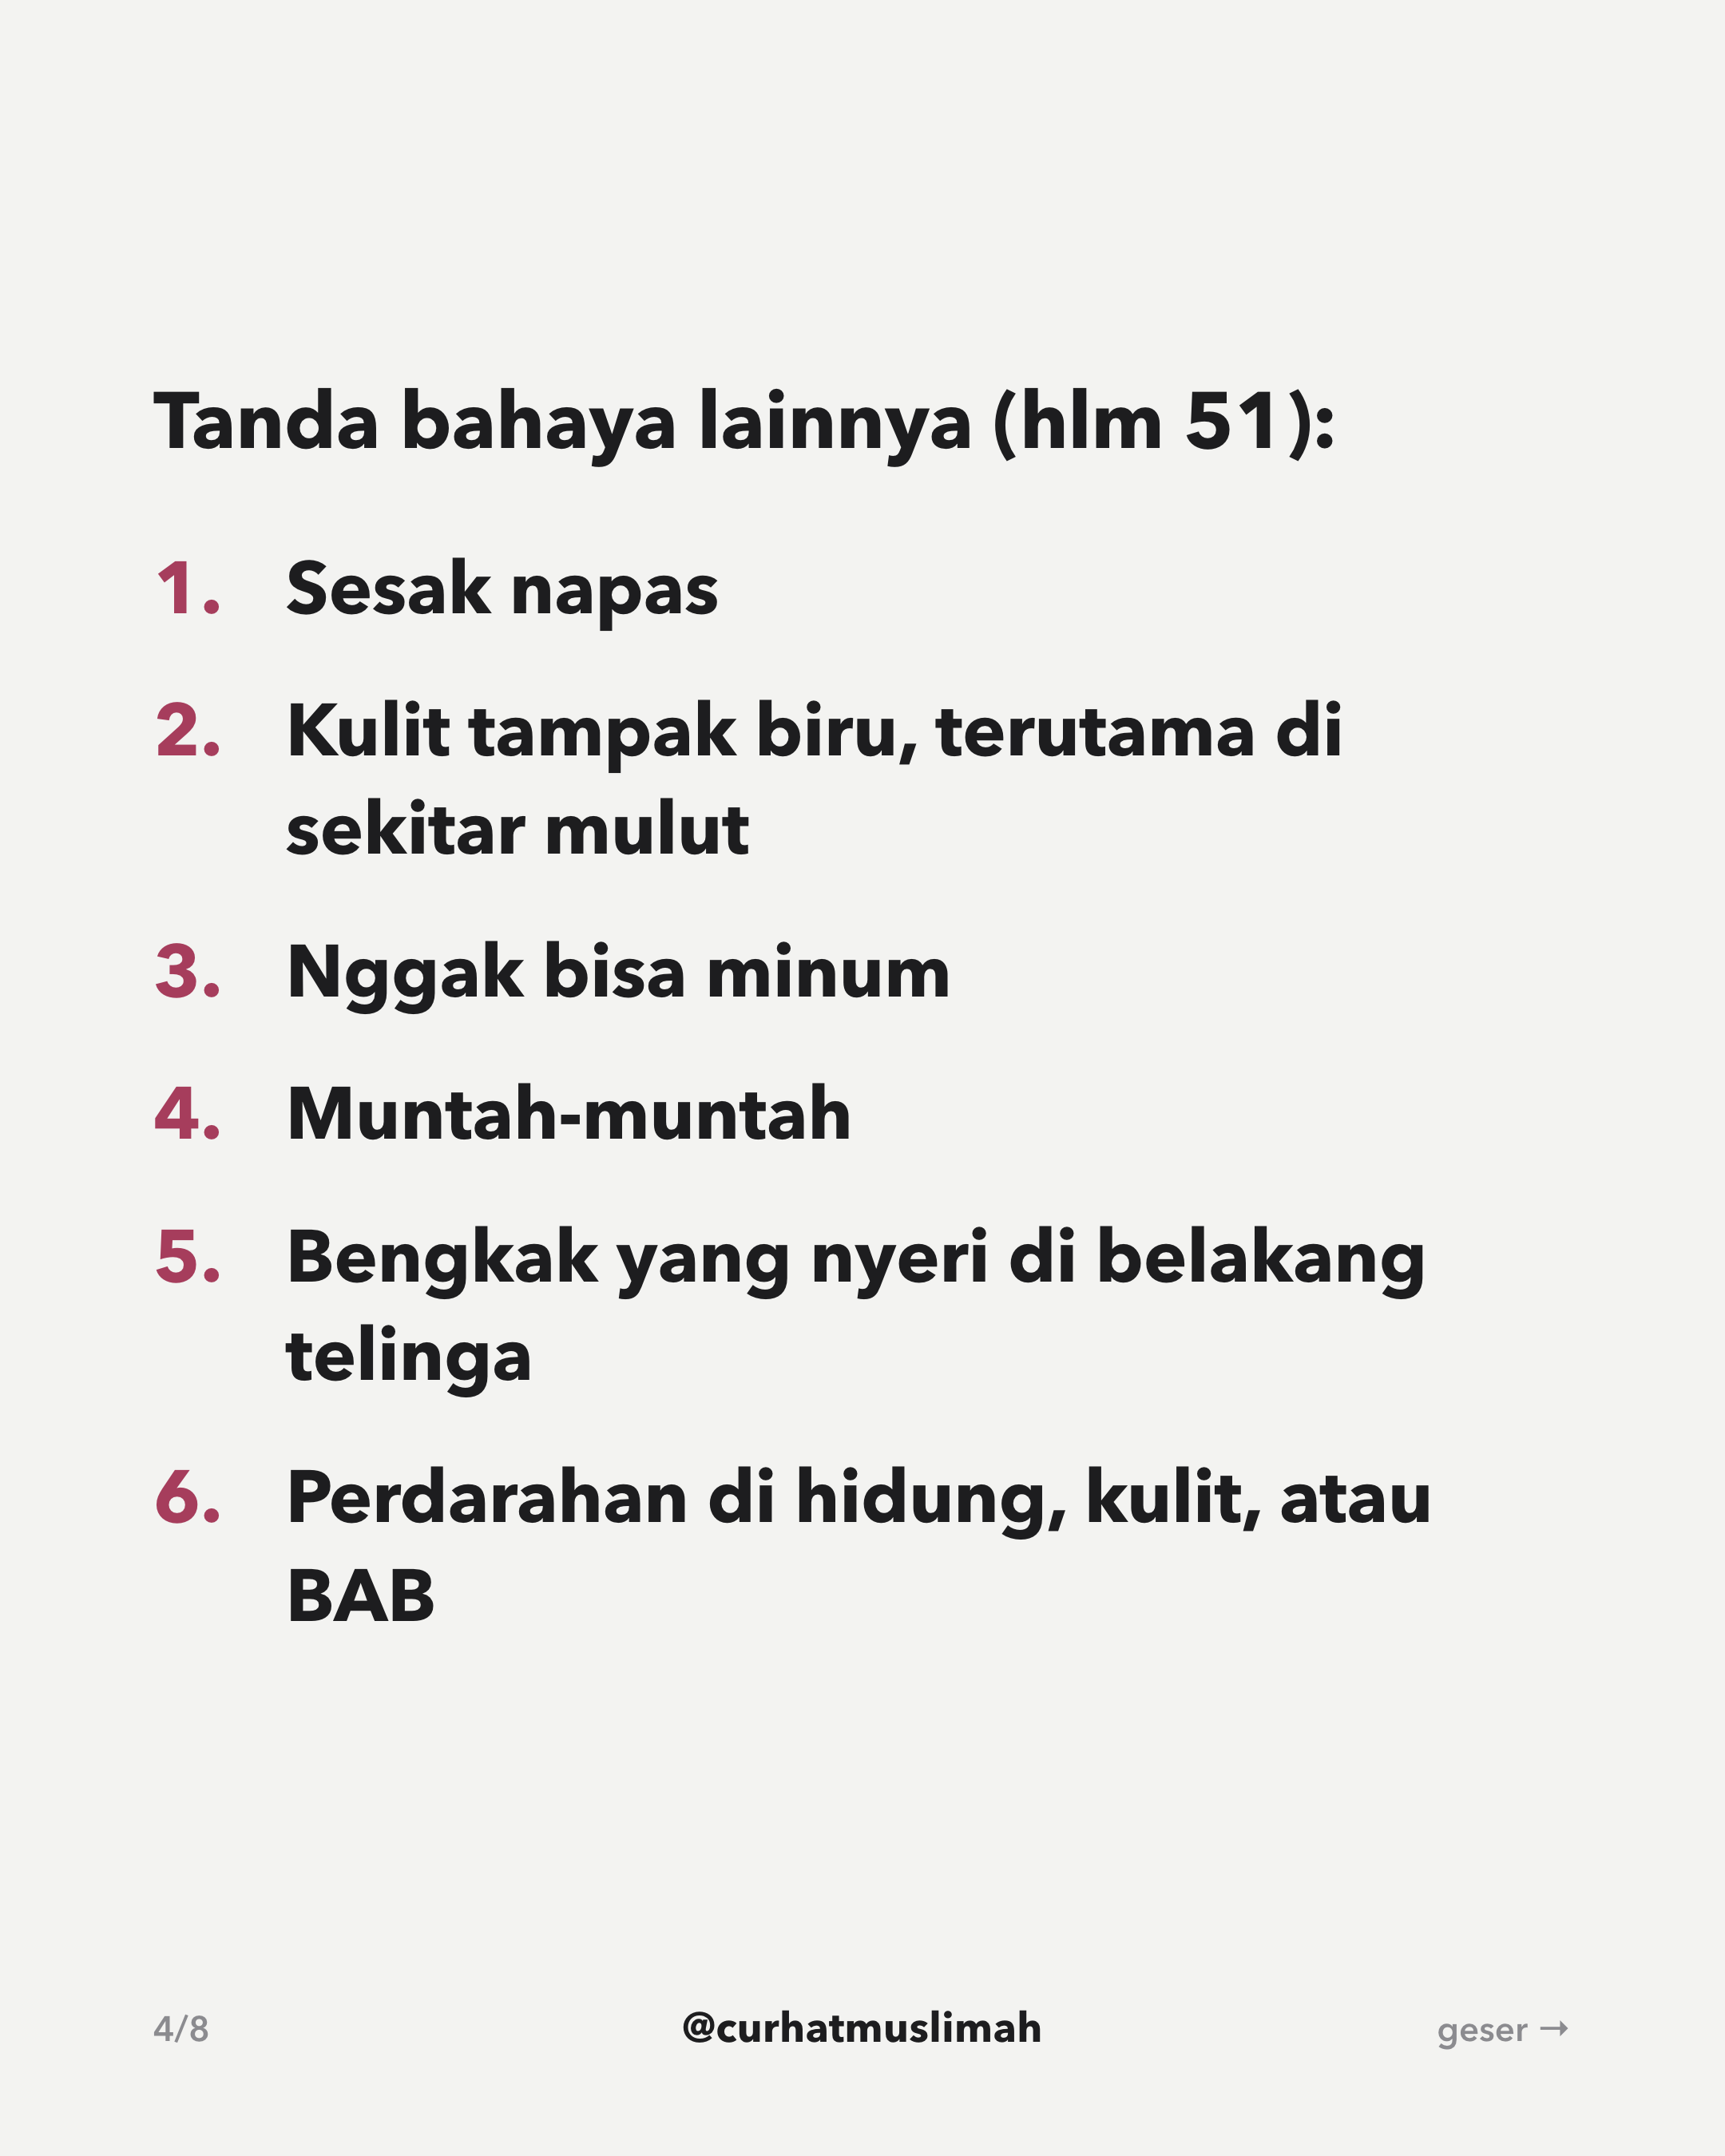 Tanda bahaya lainnya (hlm 51):
1. Sesak napas
2. Kulit tampak biru, terutama di
sekitar mulut
3. Nggak bisa minum
4. Muntah-muntah
5. Bengkak yang nyeri di belakang
telinga
6. Perdarahan di hidung, kulit, atau
BAB
4/8 @curhatmuslimah geser →